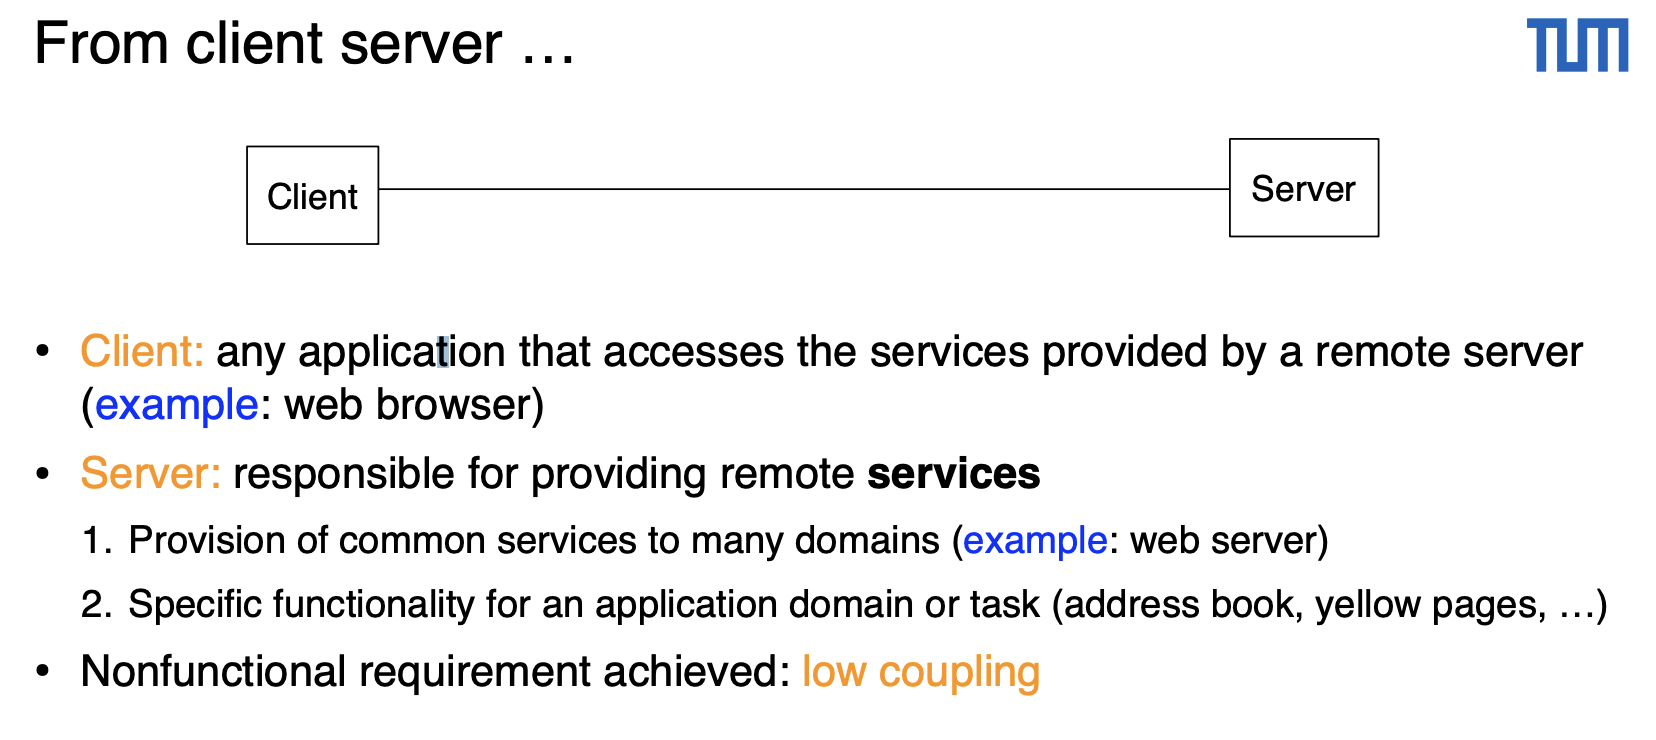 From client server …
TUM
Client
Server
• Client: any application that accesses the services provided by a remote server
(example: web browser)
• Server: responsible for providing remote services
1. Provision of common services to many domains (example: web server)
2. Specific functionality for an application domain or task (address book, yellow pages, …)
• Nonfunctional requirement achieved: low coupling